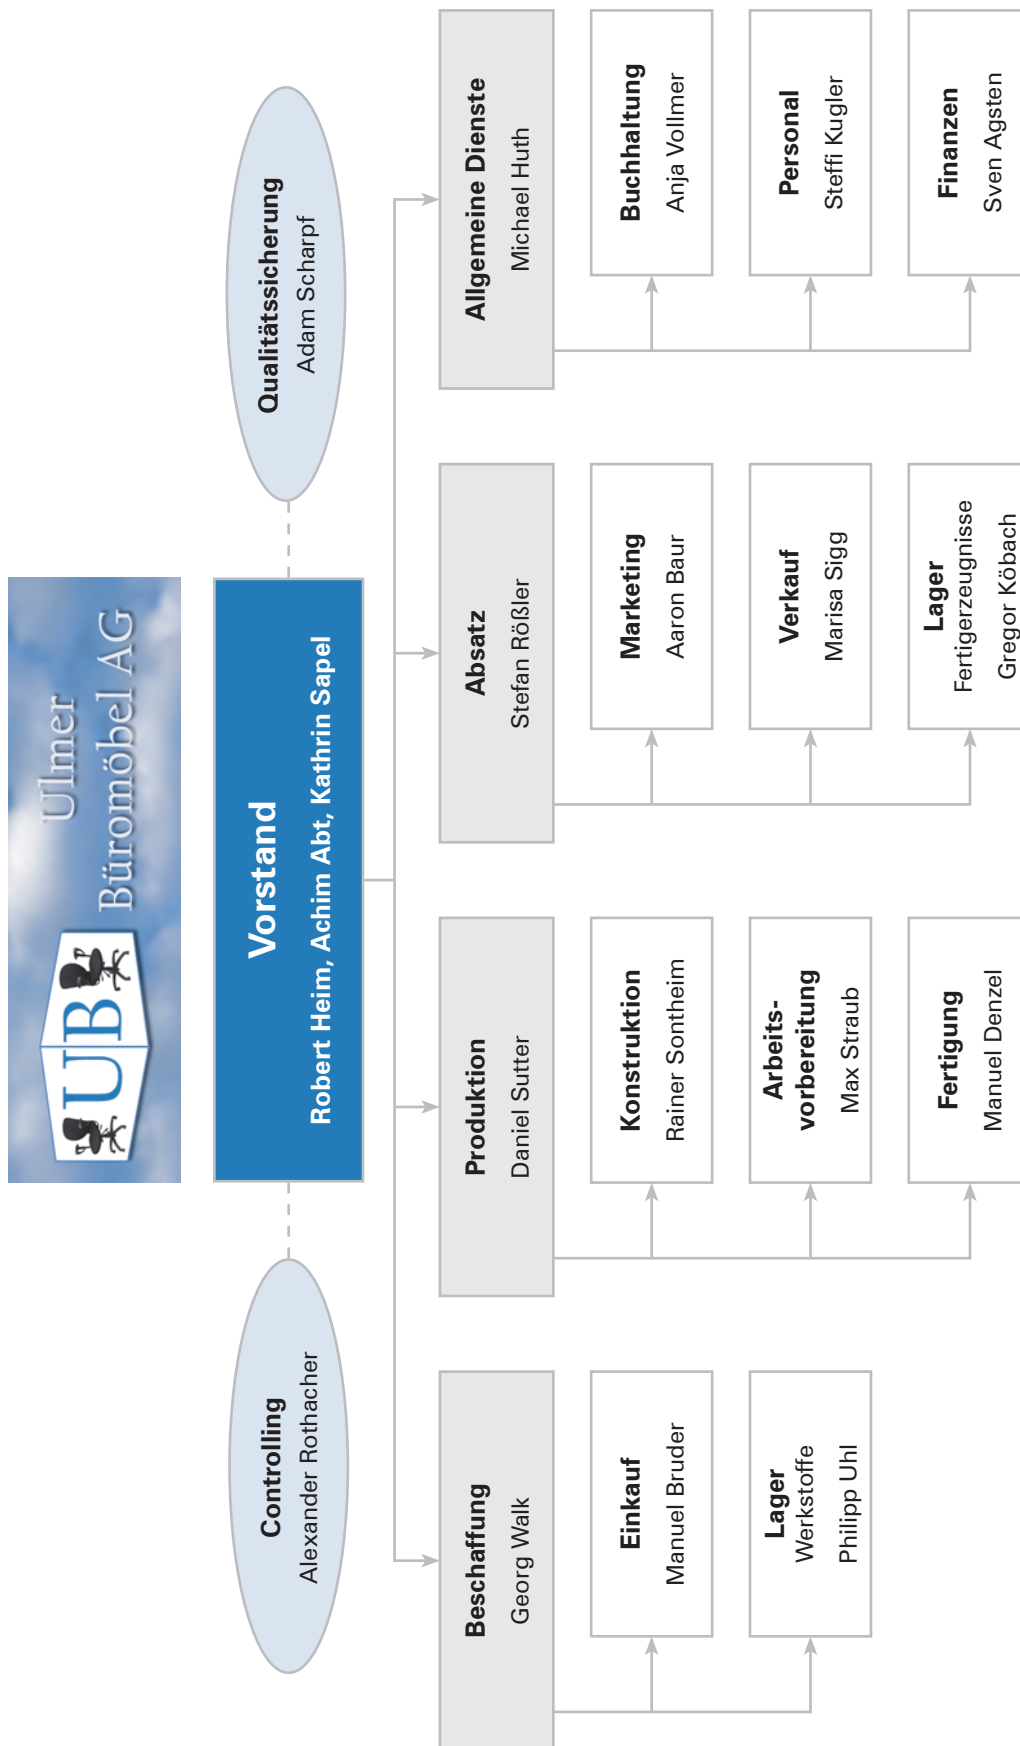 UB
Ulmer
Büromöbel AG
Controlling
Alexander Rothacher
Vorstand
Robert Heim, Achim Abt, Kathrin Sapel
Qualitätssicherung
Adam Scharpf
Beschaffung
Georg Walk
Einkauf
Manuel Bruder
Lager
Werkstoffe
Philipp Uhl
Produktion
Daniel Sutter
Konstruktion
Rainer Sontheim
Arbeits-
vorbereitung
Max Straub
Fertigung
Manuel Denzel
Absatz
Stefan Rößler
Marketing
Aaron Baur
Verkauf
Marisa Sigg
Lager
Fertigerzeugnisse
Gregor Köbach
Allgemeine Dienste
Michael Huth
Buchhaltung
Anja Vollmer
Personal
Steffi Kugler
Finanzen
Sven Agsten